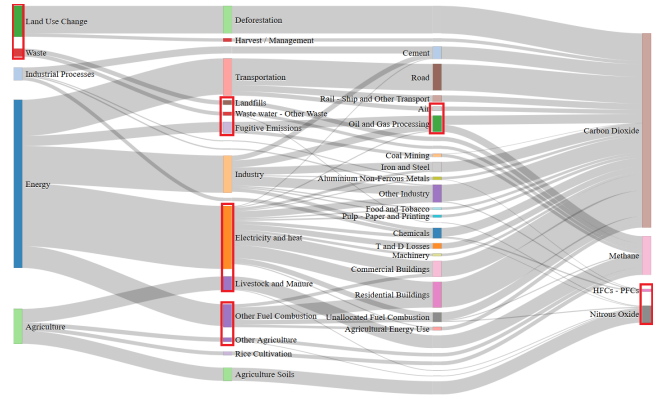 Land Use Change
Waste
Industrial Processes
Energy
Agriculture
Deforestation
Harvest / Management
Transportation
Landfills
Waste water - Other Waste
Fugitive Emissions
Industry
Electricity and heat
Livestock and Manure
Other Fuel Combustion
Other Agriculture
Rice Cultivation
Agriculture Soils
Cement
Road
Rail - Ship and Other Transport
Air
Oil and Gas Processing
Coal Mining
Iron and Steel
Aluminium Non-Ferrous Metals
Other Industry
Food and Tobacco
Pulp - Paper and Printing
Chemicals
T and D Losses
Machinery
Commercial Buildings
Residential Buildings
Unallocated Fuel Combustion
Agricultural Energy Use
Carbon Dioxide
Methane
HFCs - PFCs
Nitrous Oxide